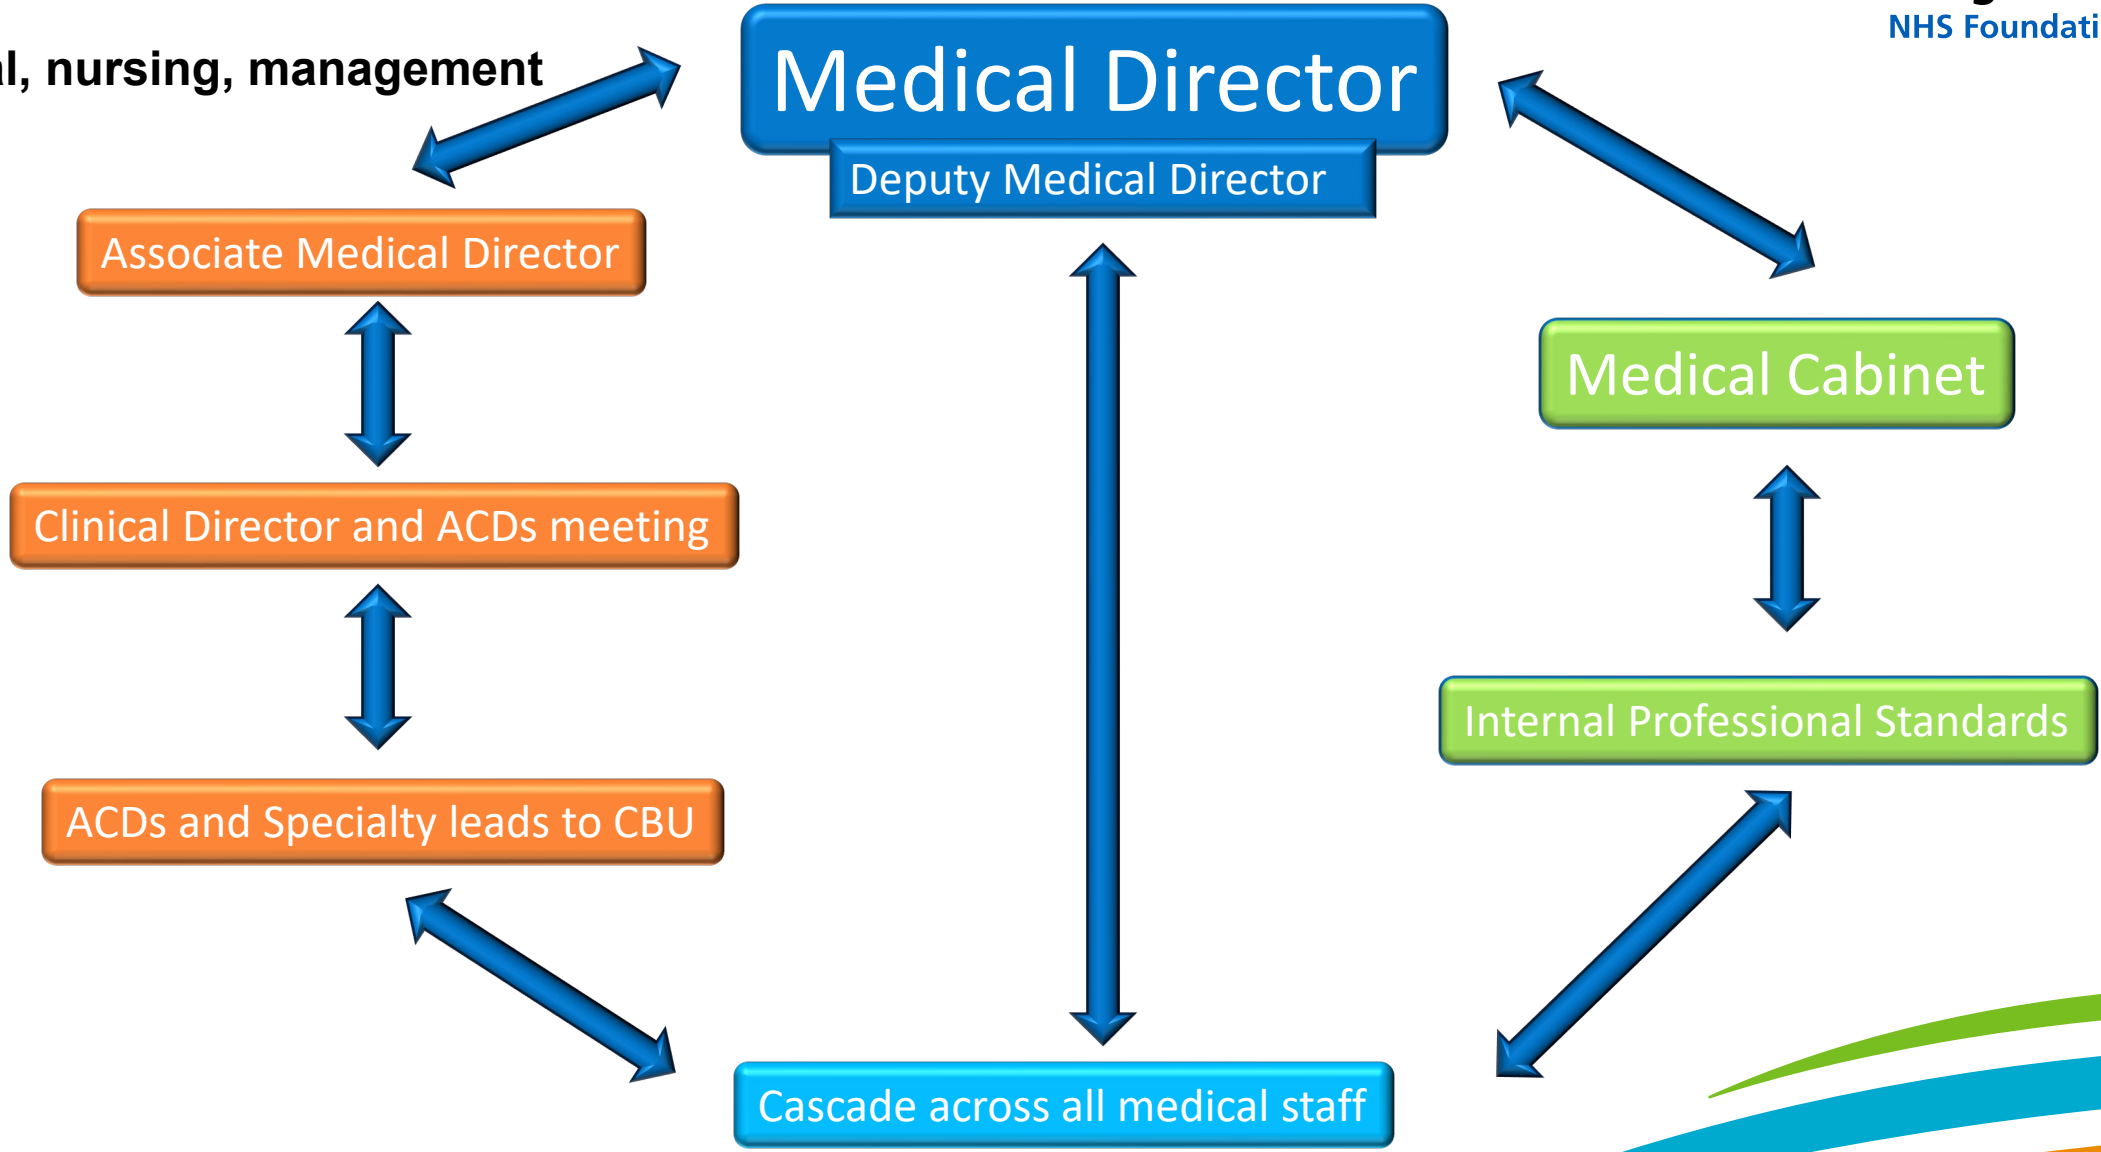 NHS Foundati
al, nursing, management
Medical Director
Deputy Medical Director
Associate Medical Director
Medical Cabinet
Clinical Director and ACDs meeting
Internal Professional Standards
ACDs and Specialty leads to CBU
Cascade across all medical staff